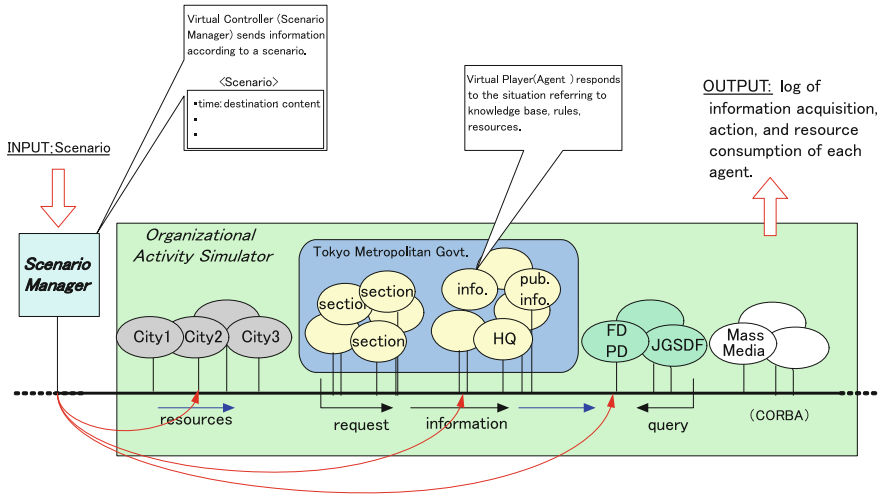 Virtual Controller (Scenario
Manager) sends information
according to a scenario.
<Scenario>
▪time: destination: content
▪
▪
Virtual Player(Agent ) responds
to the situation referring to
knowledge base, rules,
resources.
OUTPUT: log of
information acquisition,
action, and resource
consumption of each
agent.
INPUT:Scenario
Scenario
Manager
Organizational
Activity Simulator
Tokyo Metropolitan Govt.
section
section
section
info.
pub.
info.
HQ
City1
City2
City3
FD
PD
JGSDF
Mass
Media
resources
request
information
query
(CORBA)